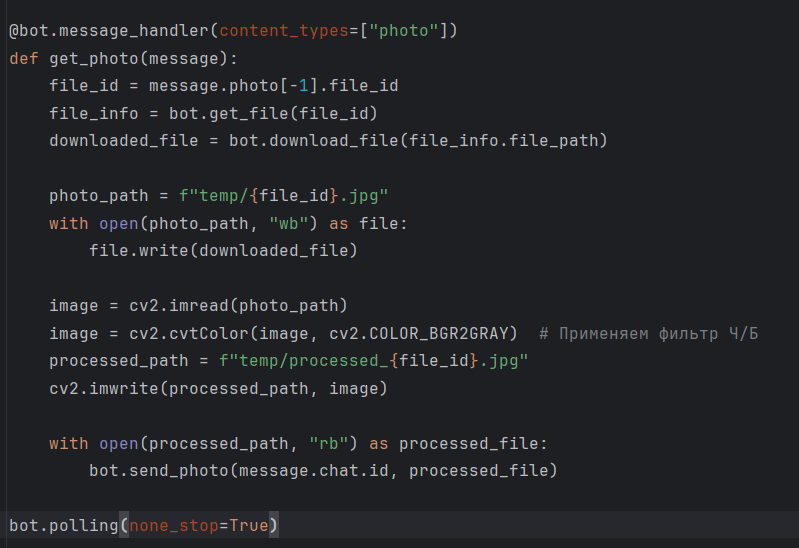 @bot.message_handler(content_types=["photo"])
def get_photo(message):
    file_id = message.photo[-1].file_id
    file_info = bot.get_file(file_id)
    downloaded_file = bot.download_file(file_info.file_path)

    photo_path = f"temp/{file_id}.jpg"
    with open(photo_path, "wb") as file:
        file.write(downloaded_file)

    image = cv2.imread(photo_path)
    image = cv2.cvtColor(image, cv2.COLOR_BGR2GRAY)  # Применяем фильтр Ч/Б
    processed_path = f"temp/processed_{file_id}.jpg"
    cv2.imwrite(processed_path, image)

    with open(processed_path, "rb") as processed_file:
        bot.send_photo(message.chat.id, processed_file)

bot.polling(none_stop=True)